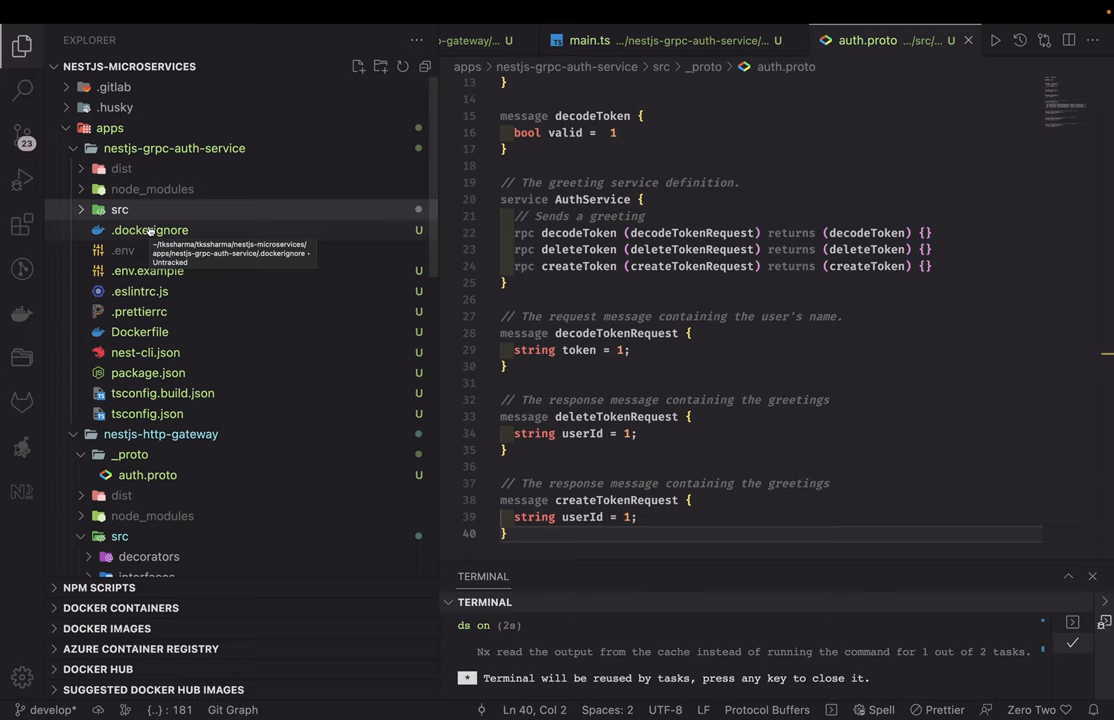 EXPLORER
NESTJS-MICROSERVICES
.gitlab
.husky
apps
nestjs-grpc-auth-service
dist
node_modules
src
.dockerignore U
~/tkssharma/tkssharma/nestjs-microservices/
apps/nestjs-grpc-auth-service/.dockerignore •
Untracked
.env
.env.example U
.eslintrc.js U
.prettierrc U
Dockerfile U
nest-cli.json U
package.json U
tsconfig.build.json U
tsconfig.json U
nestjs-http-gateway
_proto
auth.proto U
dist
node_modules
src
decorators
interfaces
NPM SCRIPTS
DOCKER CONTAINERS
DOCKER IMAGES
AZURE CONTAINER REGISTRY
DOCKER HUB
SUGGESTED DOCKER HUB IMAGES
23
-gateway/... U
main.ts .../nestjs-grpc-auth-service/... U
auth.proto .../src/... U
apps > nestjs-grpc-auth-service > src > _proto > auth.proto
13 }
14
15 message decodeToken {
16 bool valid = 1
17 }
18
19 // The greeting service definition.
20 service AuthService {
21 // Sends a greeting
22 rpc decodeToken (decodeTokenRequest) returns (decodeToken) {}
23 rpc deleteToken (deleteTokenRequest) returns (deleteToken) {}
24 rpc createToken (createTokenRequest) returns (createToken) {}
25 }
26
27 // The request message containing the user's name.
28 message decodeTokenRequest {
29 string token = 1;
30 }
31
32 // The response message containing the greetings
33 message deleteTokenRequest {
34 string userId = 1;
35 }
36
37 // The response message containing the greetings
38 message createTokenRequest {
39 string userId = 1;
40 }
TERMINAL
TERMINAL
ds on (2s)
Nx read the output from the cache instead of running the command for 1 out of 2 tasks.
* Terminal will be reused by tasks, press any key to close it.
develop* {..} : 181 Git Graph Ln 40, Col 2 Spaces: 2 UTF-8 LF Protocol Buffers Spell Prettier Zero Two